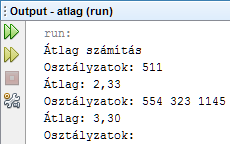 Output - atlag (run)
run:
Átlag számítás
Osztályzatok: 511
Átlag: 2,33
Osztályzatok: 554 323 1145
Átlag: 3,30
Osztályzatok: